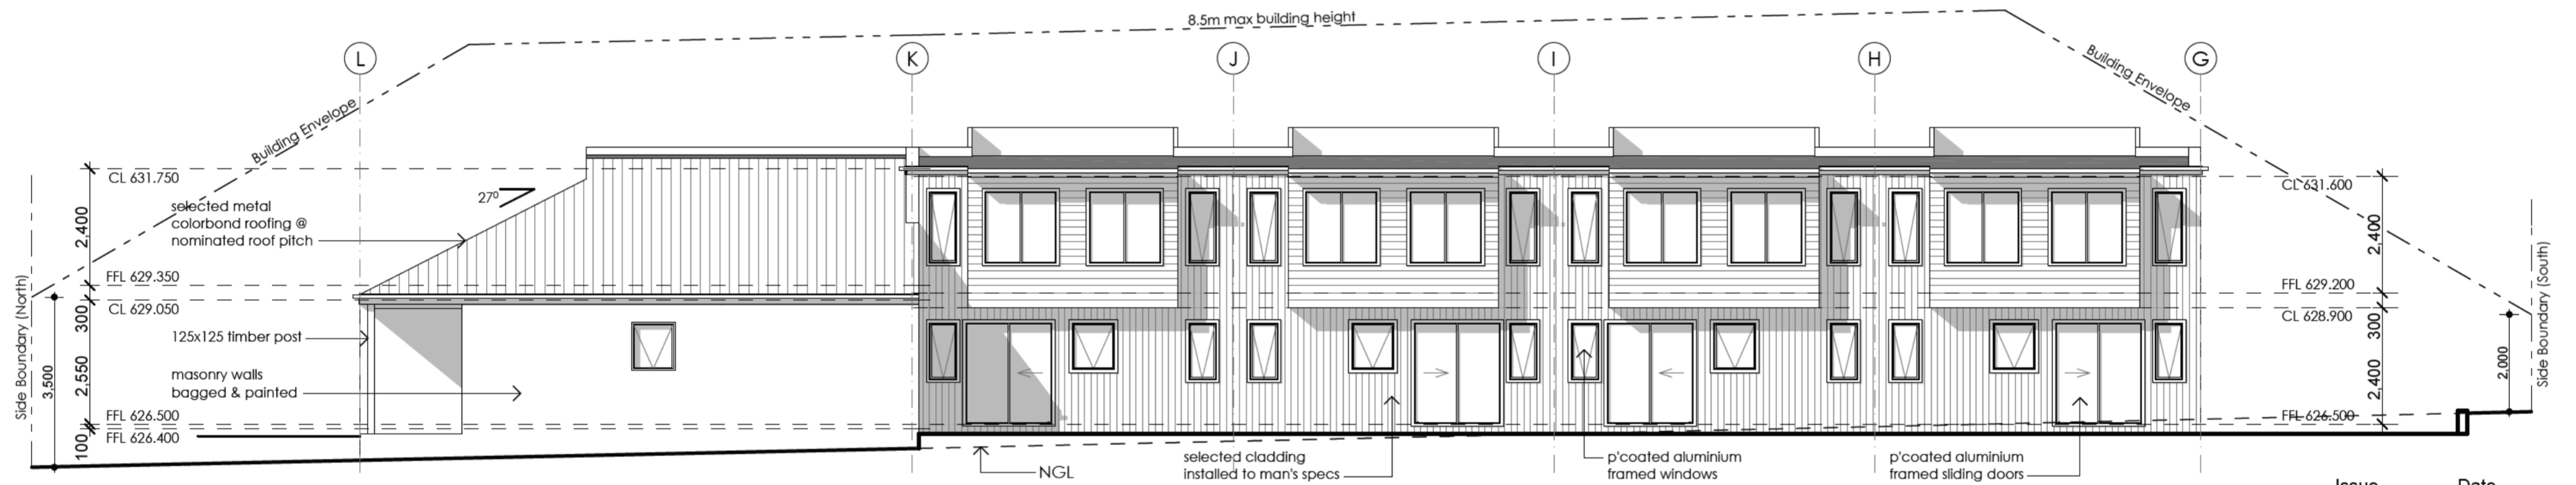 8.5m max building height
L
K
J
I
H
G
Building Envelope
Building Envelope
27°
CL 631.750
selected metal
colorbond roofing @
nominated roof pitch
2,400
FFL 629.350
300
CL 629.050
125x125 timber post
2,550
masonry walls
bagged & painted
FFL 626.500
FFL 626.400
100
3,500
Side Boundary (North)
NGL
selected cladding
installed to man's specs
p'coated aluminium
framed windows
p'coated aluminium
framed sliding doors
CL 631.600
2,400
FFL 629.200
CL 628.900
300
2,400
FFL 626.500
2,000
Side Boundary (South)
Issue
Date